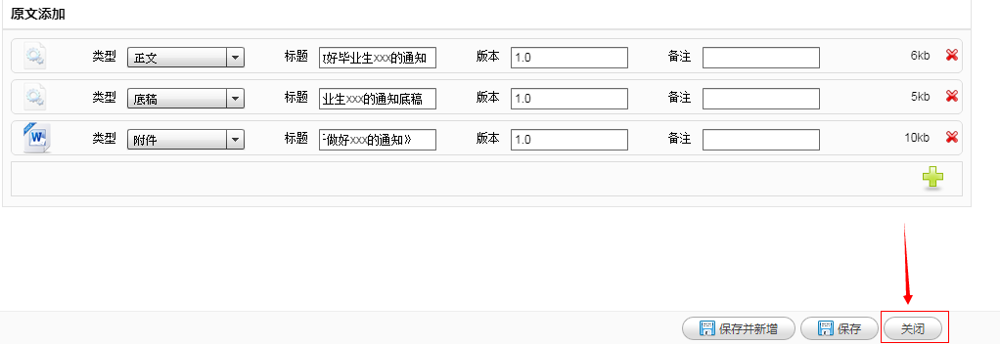 原文添加
类型 正文 标题 好毕业生xxx的通知 版本 1.0 备注 6kb
类型 底稿 标题 业生xxx的通知底稿 版本 1.0 备注 5kb
类型 附件 标题 做好xxx的通知》 版本 1.0 备注 10kb
保存并新增 保存 关闭